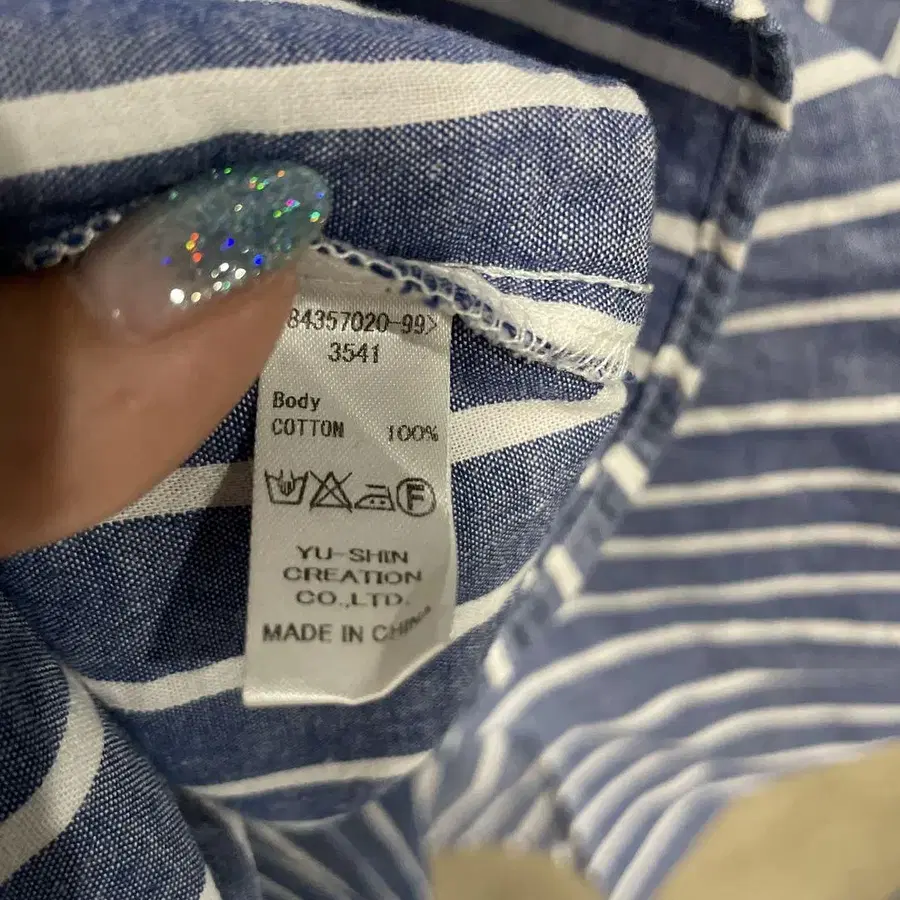 84357020-99>
3541
Body
COTTON 100%
F
YU-SHIN
CREATION
CO.,LTD.
MADE IN CHINA